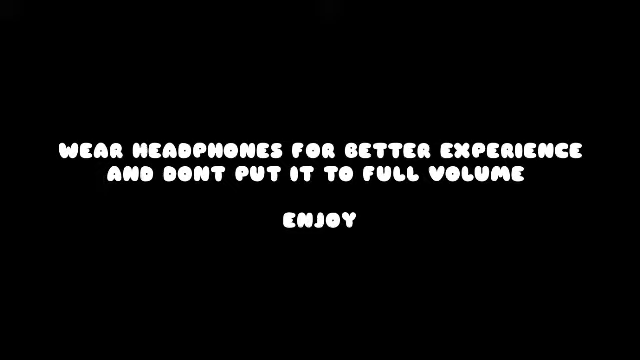 WEAR HEADPHONES FOR BETTER EXPERIENCE
AND DONT PUT IT TO FULL VOLUME
ENJOY